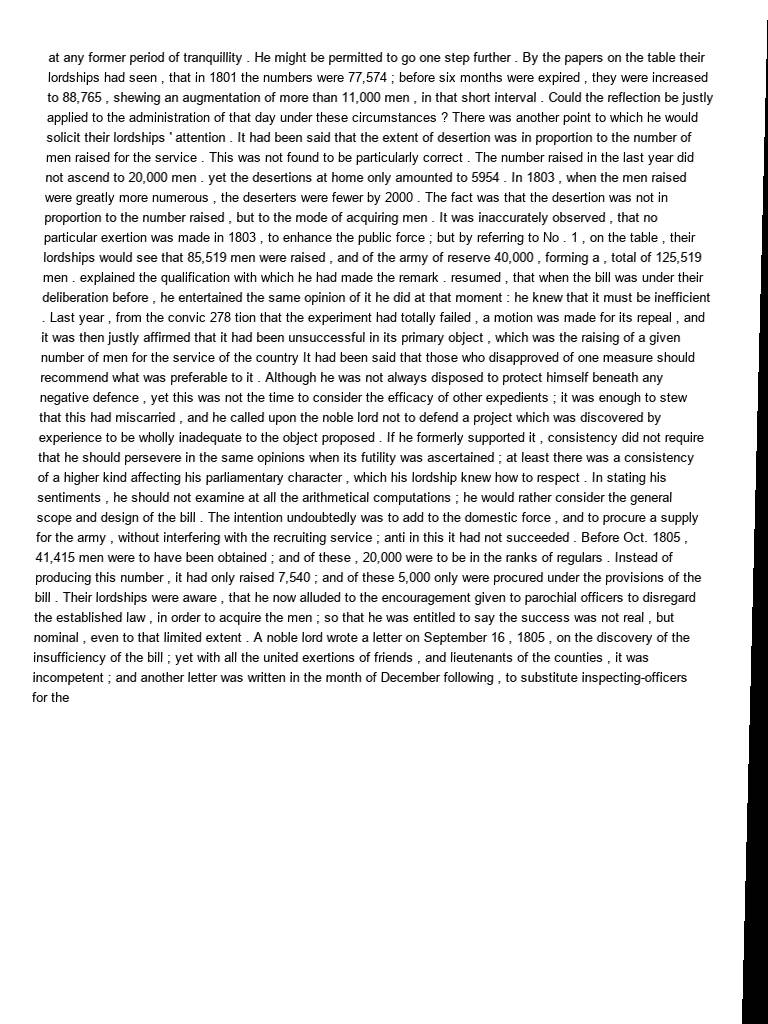 at any former period of tranquillity . He might be permitted to go one step further . By the papers on the table their
lordships had seen , that in 1801 the numbers were 77,574 ; before six months were expired , they were increased
to 88,765 , shewing an augmentation of more than 11,000 men , in that short interval . Could the reflection be justly
applied to the administration of that day under these circumstances ? There was another point to which he would
solicit their lordships ' attention . It had been said that the extent of desertion was in proportion to the number of
men raised for the service . This was not found to be particularly correct . The number raised in the last year did
not ascend to 20,000 men . yet the desertions at home only amounted to 5954 . In 1803 , when the men raised
were greatly more numerous , the deserters were fewer by 2000 . The fact was that the desertion was not in
proportion to the number raised , but to the mode of acquiring men . It was inaccurately observed , that no
particular exertion was made in 1803 , to enhance the public force ; but by referring to No . 1 , on the table , their
lordships would see that 85,519 men were raised , and of the army of reserve 40,000 , forming a , total of 125,519
men . explained the qualification with which he had made the remark . resumed , that when the bill was under their
deliberation before , he entertained the same opinion of it he did at that moment : he knew that it must be inefficient
. Last year , from the convic 278 tion that the experiment had totally failed , a motion was made for its repeal , and
it was then justly affirmed that it had been unsuccessful in its primary object , which was the raising of a given
number of men for the service of the country It had been said that those who disapproved of one measure should
recommend what was preferable to it . Although he was not always disposed to protect himself beneath any
negative defence , yet this was not the time to consider the efficacy of other expedients ; it was enough to stew
that this had miscarried , and he called upon the noble lord not to defend a project which was discovered by
experience to be wholly inadequate to the object proposed . If he formerly supported it , consistency did not require
that he should persevere in the same opinions when its futility was ascertained ; at least there was a consistency
of a higher kind affecting his parliamentary character , which his lordship knew how to respect . In stating his
sentiments , he should not examine at all the arithmetical computations ; he would rather consider the general
scope and design of the bill . The intention undoubtedly was to add to the domestic force , and to procure a supply
for the army , without interfering with the recruiting service ; anti in this it had not succeeded . Before Oct. 1805 ,
41,415 men were to have been obtained ; and of these , 20,000 were to be in the ranks of regulars . Instead of
producing this number , it had only raised 7,540 ; and of these 5,000 only were procured under the provisions of the
bill . Their lordships were aware , that he now alluded to the encouragement given to parochial officers to disregard
the established law , in order to acquire the men ; so that he was entitled to say the success was not real , but
nominal , even to that limited extent . A noble lord wrote a letter on September 16 , 1805 , on the discovery of the
insufficiency of the bill ; yet with all the united exertions of friends , and lieutenants of the counties , it was
incompetent ; and another letter was written in the month of December following , to substitute inspecting-officers
for the